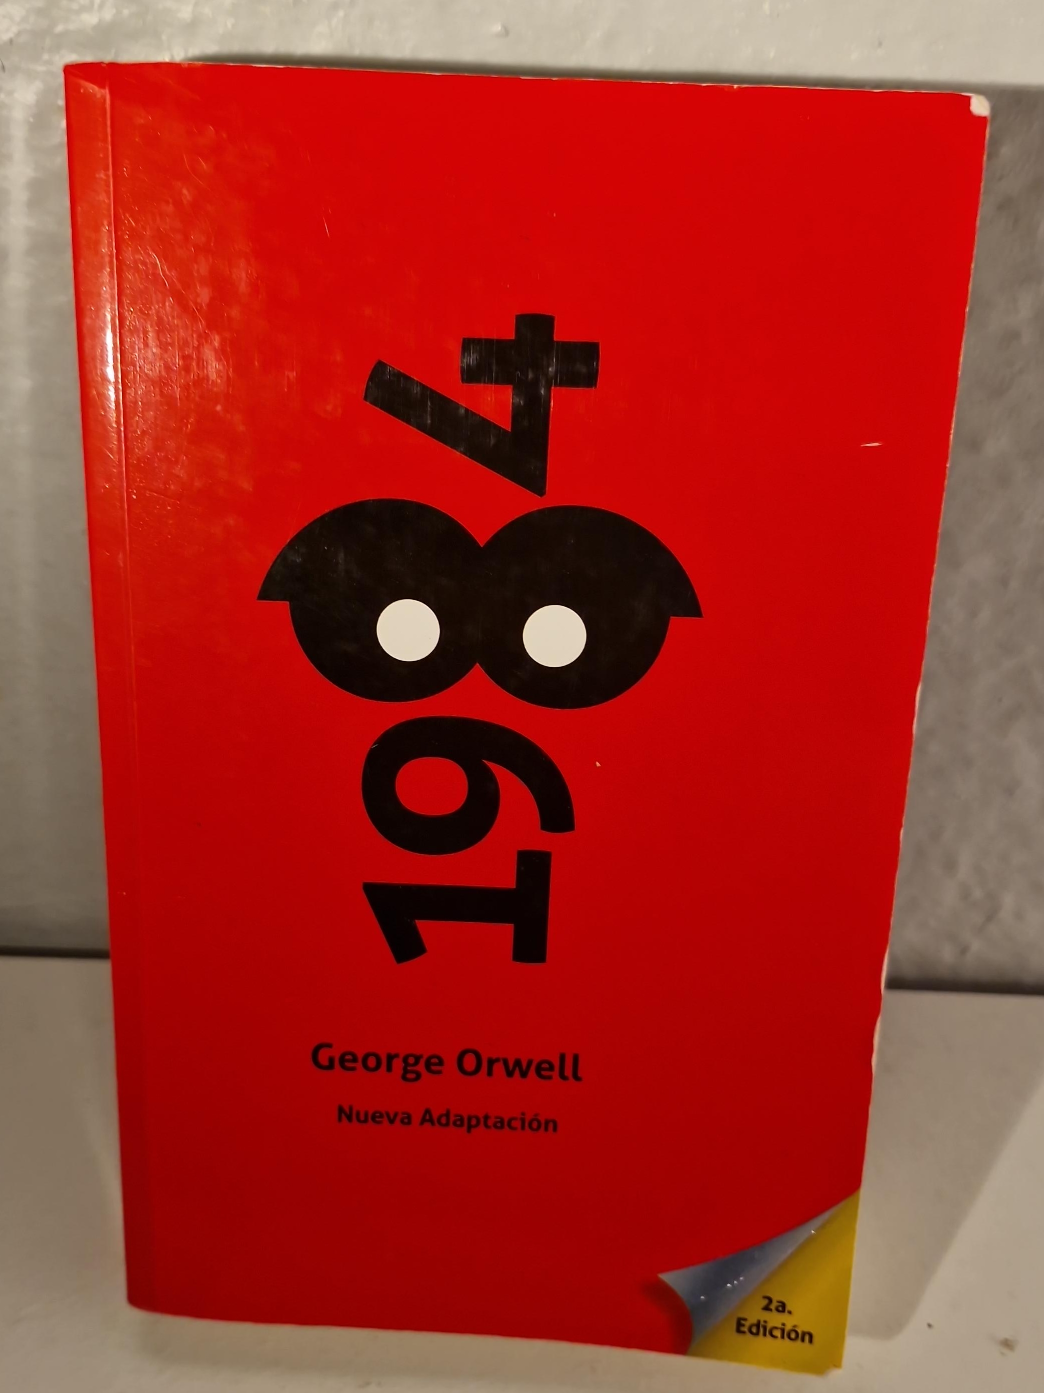 1984
George Orwell
Nueva Adaptación
2a.
Edición